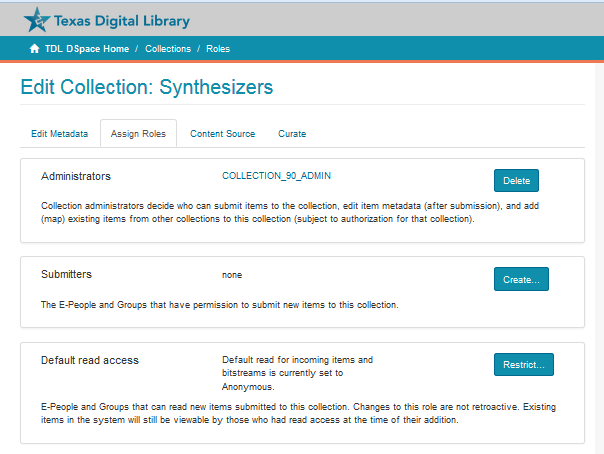 Texas Digital Library
TDL DSpace Home / Collections / Roles
Edit Collection: Synthesizers
Edit Metadata Assign Roles Content Source Curate
Administrators COLLECTION_90_ADMIN Delete
Collection administrators decide who can submit items to the collection, edit item metadata (after submission), and add
(map) existing items from other collections to this collection (subject to authorization for that collection).
Submitters none Create...
The E-People and Groups that have permission to submit new items to this collection.
Default read access Default read for incoming items and Restrict...
bitstreams is currently set to
Anonymous.
E-People and Groups that can read new items submitted to this collection. Changes to this role are not retroactive. Existing
items in the system will still be viewable by those who had read access at the time of their addition.